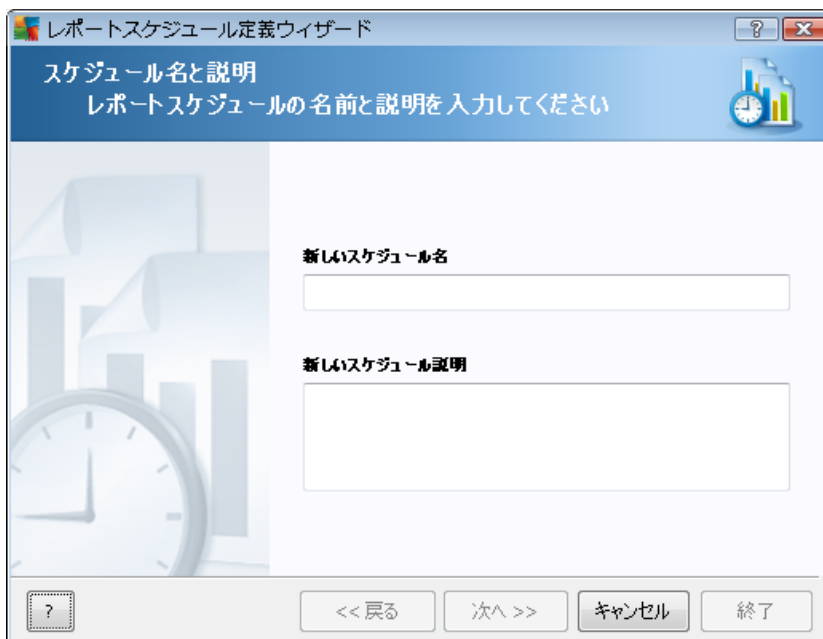 レポートスケジュール定義ウィザード
スケジュール名と説明
レポートスケジュールの名前と説明を入力してください
新しいスケジュール名
新しいスケジュール説明
? << 戻る 次へ >> キャンセル 終了